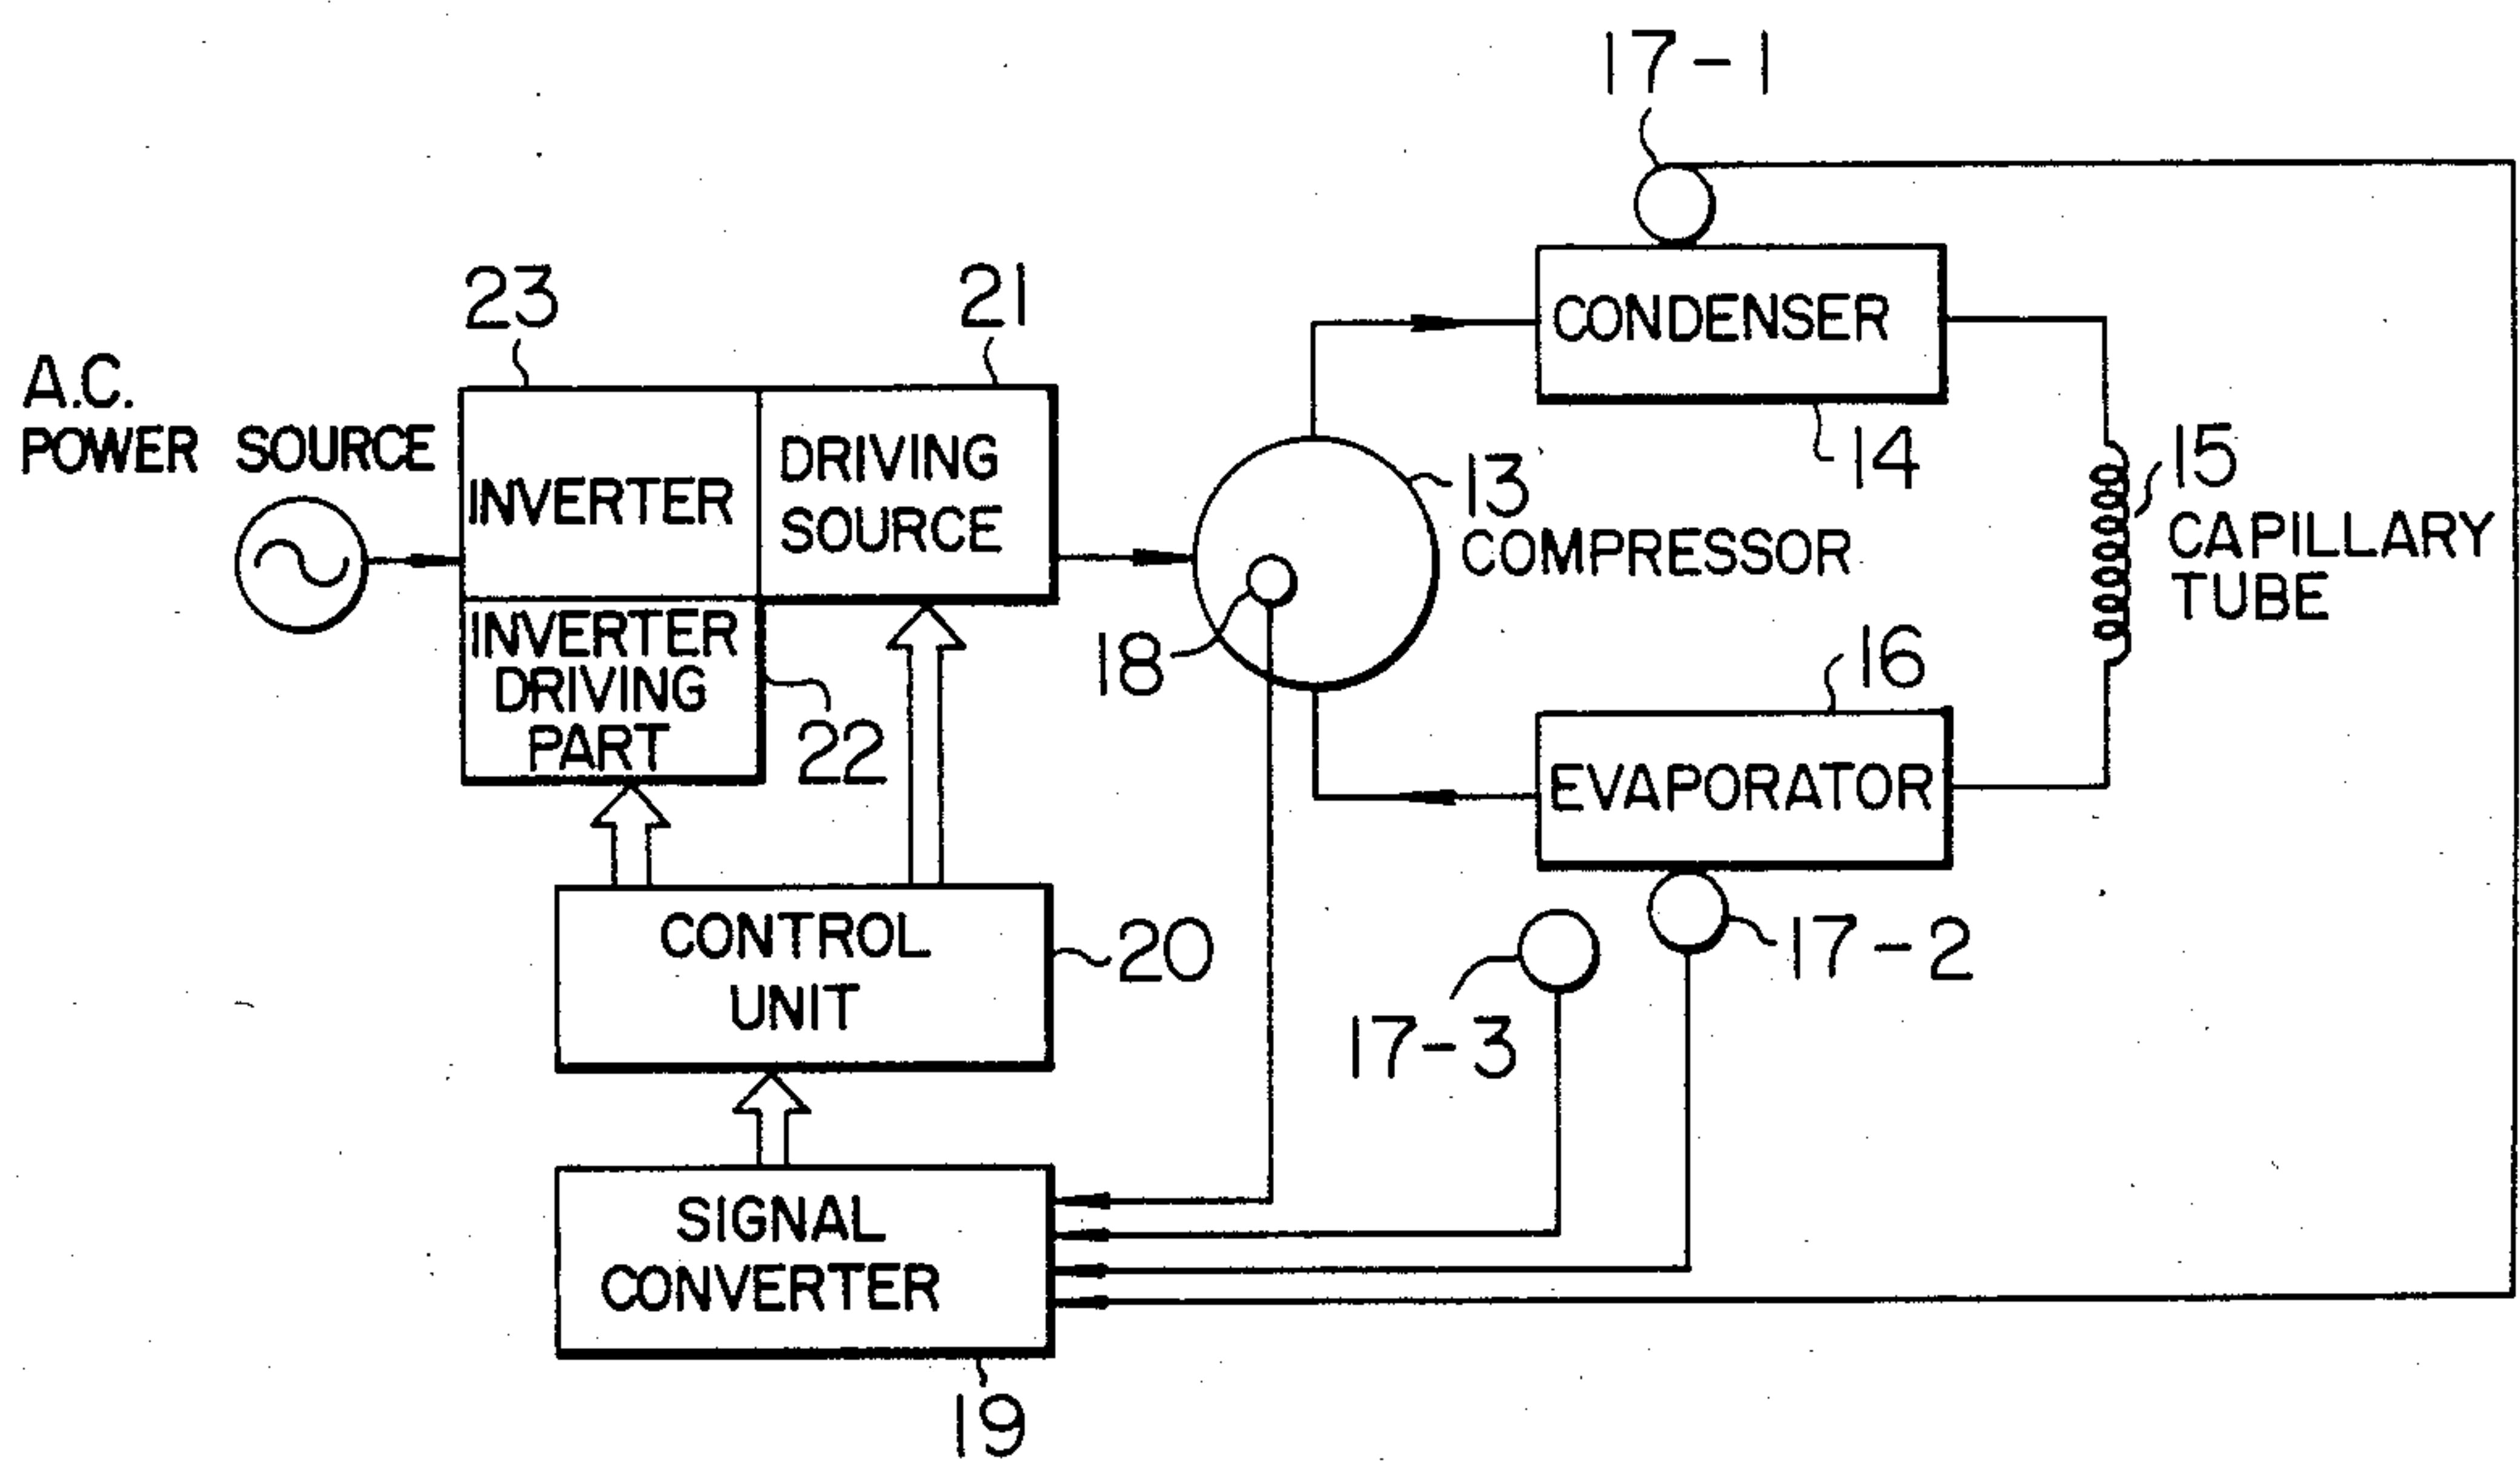 17-1
23
21
A.C.
POWER SOURCE
INVERTER
DRIVING
SOURCE
CONDENSER
14
15
CAPILLARY
TUBE
13
COMPRESSOR
18
INVERTER
DRIVING
PART
22
16
EVAPORATOR
CONTROL
UNIT
20
17-2
17-3
SIGNAL
CONVERTER
19